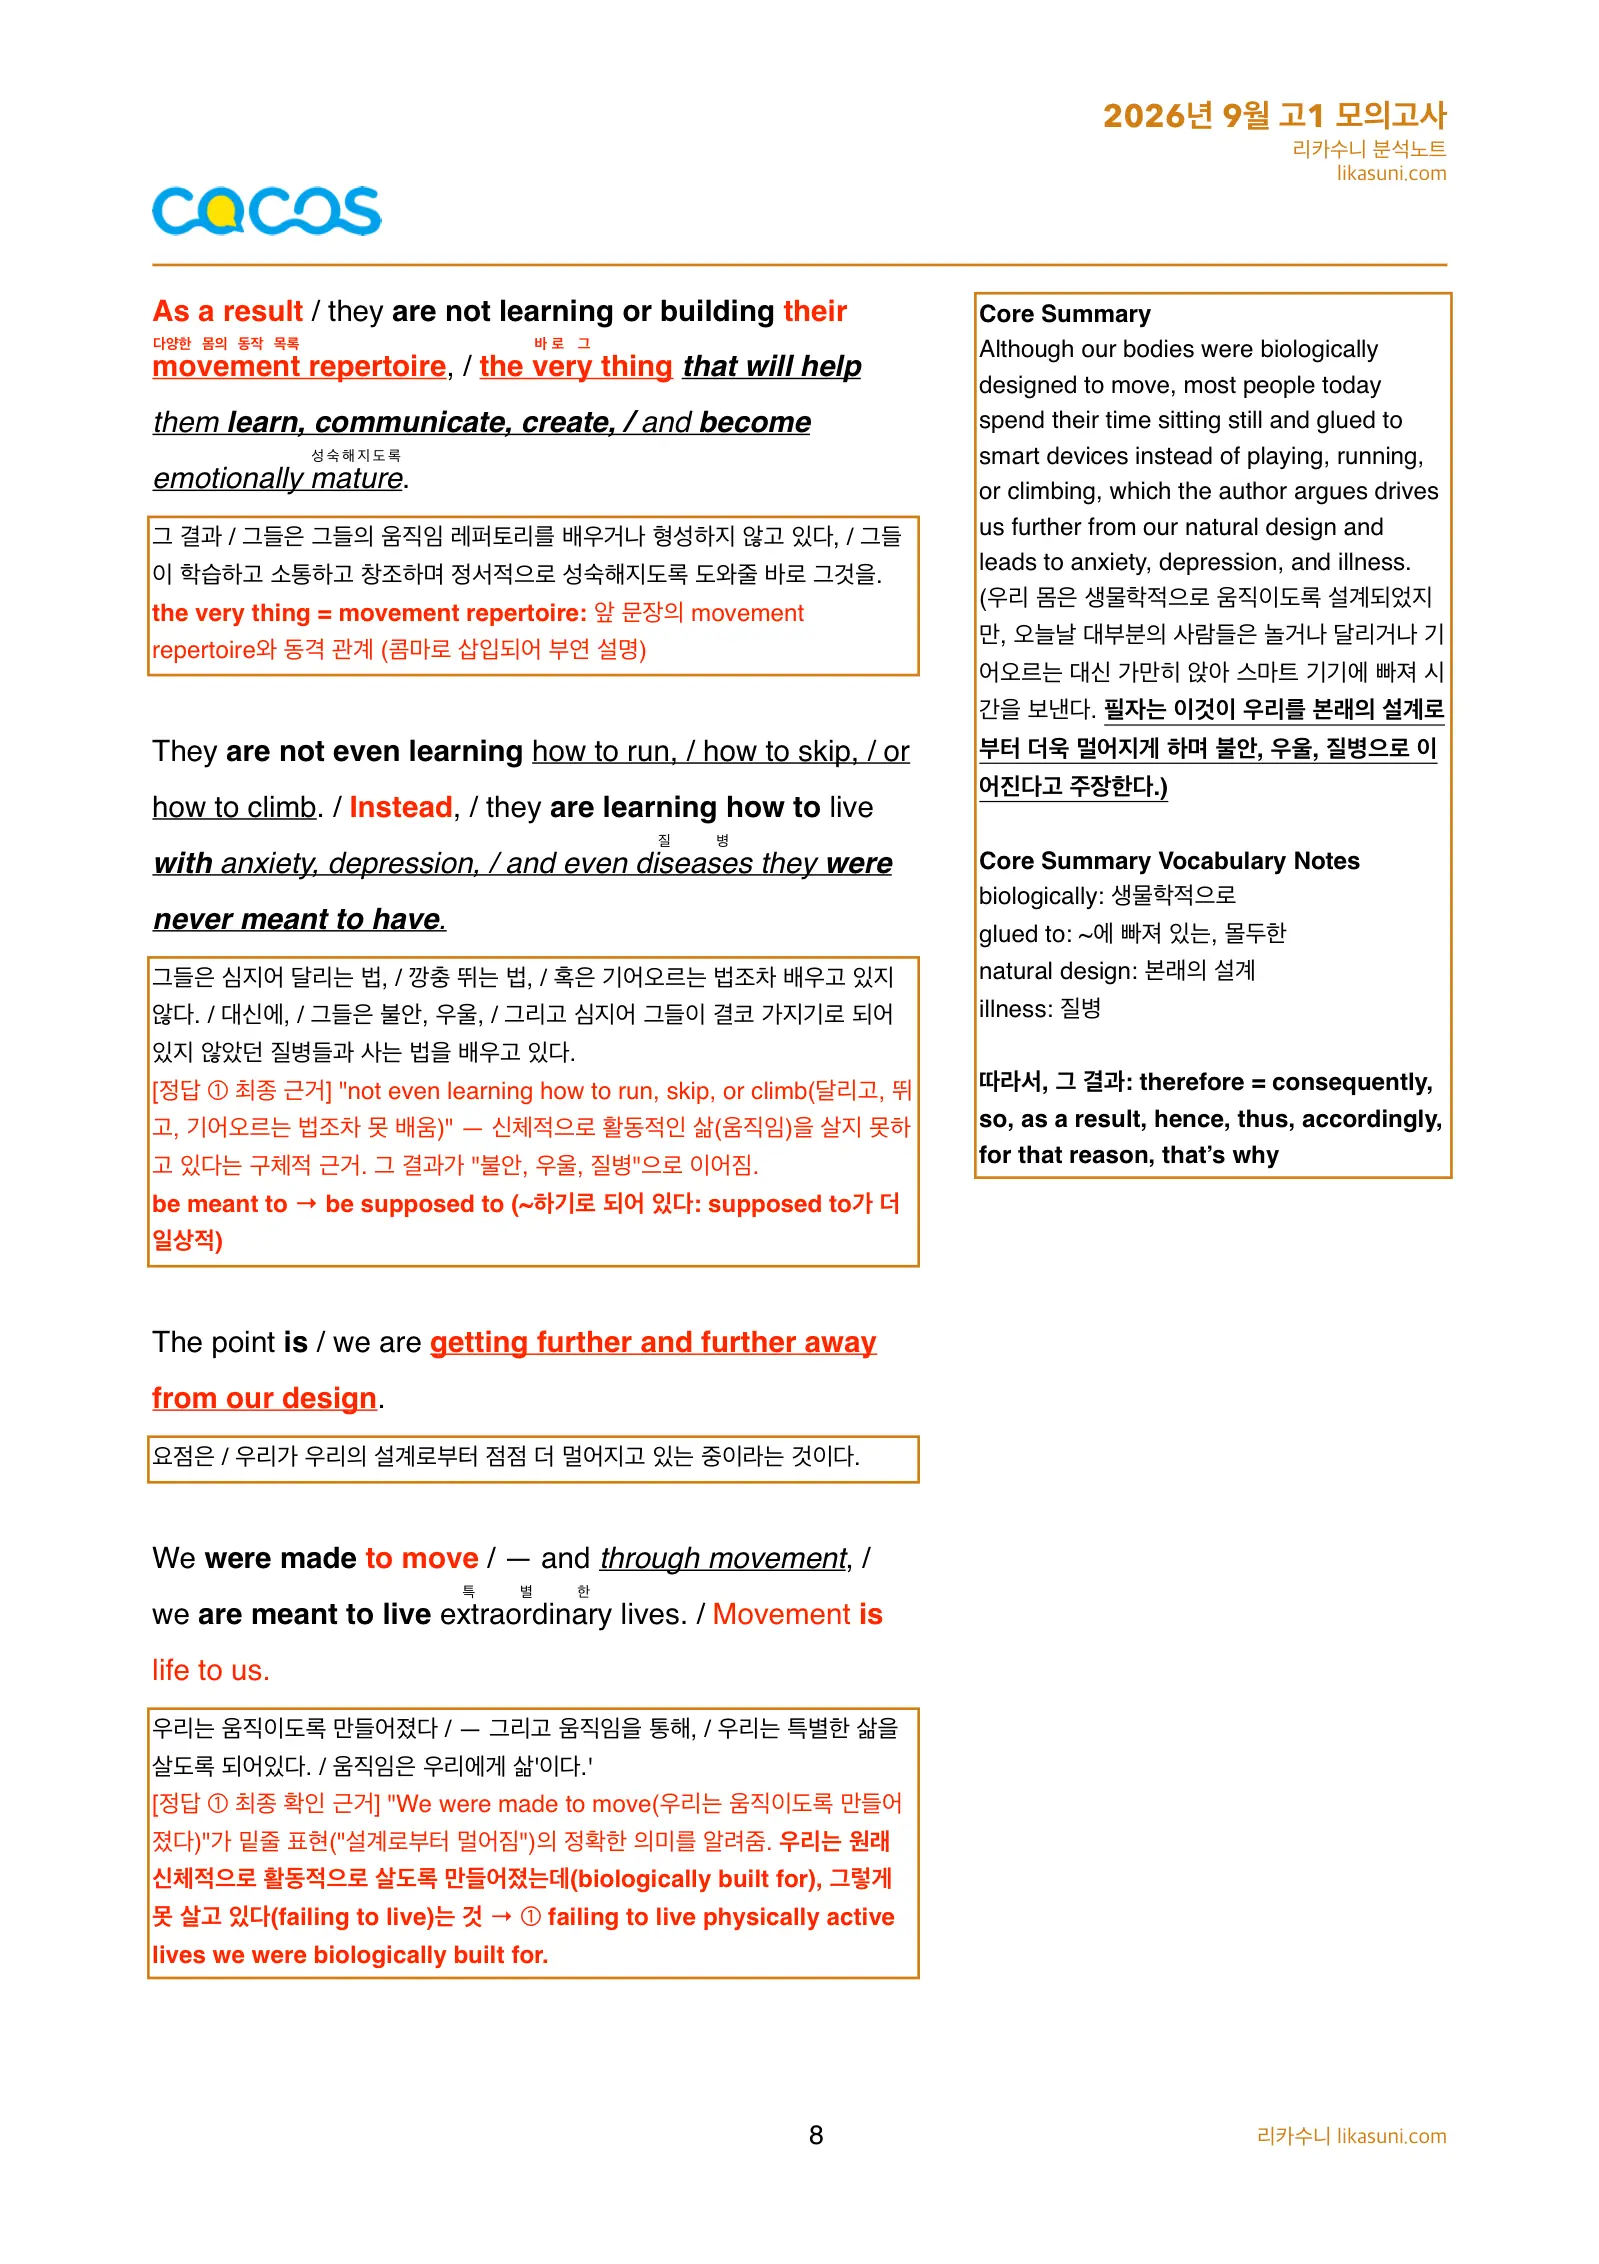 2026년 9월 고1 모의고사
리카수니 분석노트
likasuni.com
cacos
As a result / they are not learning or building their
다양한 몸의 동작 목록 바로 그
movement repertoire, / the very thing that will help
them learn, communicate, create, / and become
성숙해지도록
emotionally mature.
그 결과 / 그들은 그들의 움직임 레퍼토리를 배우거나 형성하지 않고 있다, / 그들
이 학습하고 소통하고 창조하며 정서적으로 성숙해지도록 도와줄 바로 그것을.
the very thing = movement repertoire: 앞 문장의 movement
repertoire와 동격 관계 (콤마로 삽입되어 부연 설명)
They are not even learning how to run, / how to skip, / or
how to climb. / Instead, / they are learning how to live
질병
with anxiety, depression, / and even diseases they were
never meant to have.
그들은 심지어 달리는 법, / 깡충 뛰는 법, / 혹은 기어오르는 법조차 배우고 있지
않다. / 대신에, / 그들은 불안, 우울, / 그리고 심지어 그들이 결코 가지기로 되어
있지 않았던 질병들과 사는 법을 배우고 있다.
[정답 ① 최종 근거] "not even learning how to run, skip, or climb(달리고, 뛰
고, 기어오르는 법조차 못 배움)" — 신체적으로 활동적인 삶(움직임)을 살지 못하
고 있다는 구체적 근거. 그 결과가 "불안, 우울, 질병"으로 이어짐.
be meant to → be supposed to (~하기로 되어 있다: supposed to가 더
일상적)
The point is / we are getting further and further away
from our design.
요점은 / 우리가 우리의 설계로부터 점점 더 멀어지고 있는 중이라는 것이다.
We were made to move / — and through movement, /
특별한
we are meant to live extraordinary lives. / Movement is
life to us.
우리는 움직이도록 만들어졌다 / — 그리고 움직임을 통해, / 우리는 특별한 삶을
살도록 되어있다. / 움직임은 우리에게 삶'이다.'
[정답 ① 최종 확인 근거] "We were made to move(우리는 움직이도록 만들어
졌다)"가 밑줄 표현("설계로부터 멀어짐")의 정확한 의미를 알려줌. 우리는 원래
신체적으로 활동적으로 살도록 만들어졌는데(biologically built for), 그렇게
못 살고 있다(failing to live)는 것 → ① failing to live physically active
lives we were biologically built for.
Core Summary
Although our bodies were biologically
designed to move, most people today
spend their time sitting still and glued to
smart devices instead of playing, running,
or climbing, which the author argues drives
us further from our natural design and
leads to anxiety, depression, and illness.
(우리 몸은 생물학적으로 움직이도록 설계되었지
만, 오늘날 대부분의 사람들은 놀거나 달리거나 기
어오르는 대신 가만히 앉아 스마트 기기에 빠져 시
간을 보낸다. 필자는 이것이 우리를 본래의 설계로
부터 더욱 멀어지게 하며 불안, 우울, 질병으로 이
어진다고 주장한다.)
Core Summary Vocabulary Notes
biologically: 생물학적으로
glued to: ~에 빠져 있는, 몰두한
natural design: 본래의 설계
illness: 질병
따라서, 그 결과: therefore = consequently,
so, as a result, hence, thus, accordingly,
for that reason, that’s why
8
리카수니 likasuni.com